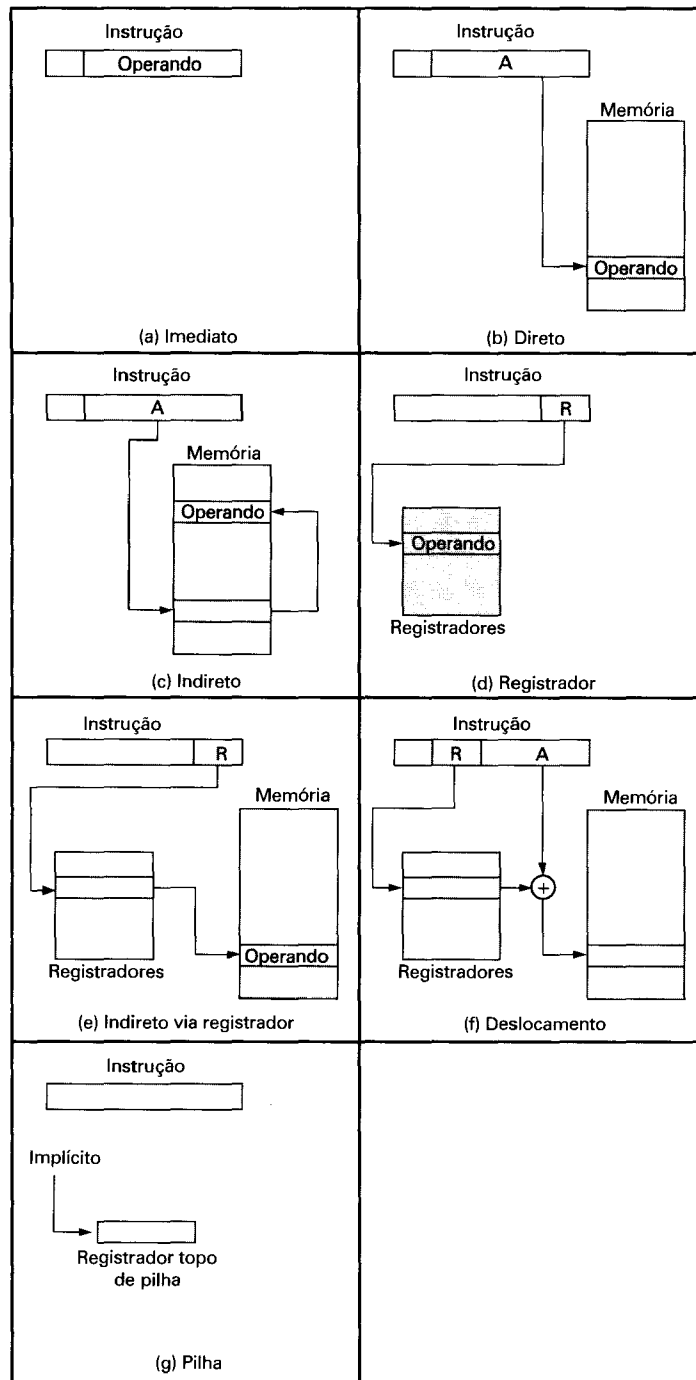 Instrução
Operando
(a) Imediato
Instrução
A
Memória
Operando
(b) Direto
Instrução
A
Memória
Operando
(c) Indireto
Instrução
R
Operando
Registradores
(d) Registrador
Instrução
R
Memória
Registradores
Operando
(e) Indireto via registrador
Instrução
R A
Memória
+
Registradores
(f) Deslocamento
Instrução
Implícito
Registrador topo
de pilha
(g) Pilha